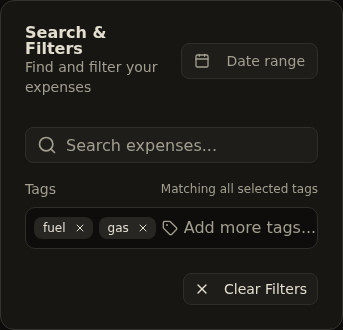 Search &
Filters
Find and filter your
expenses
Date range
Search expenses...
Tags
Matching all selected tags
fuel
gas
Add more tags...
Clear Filters